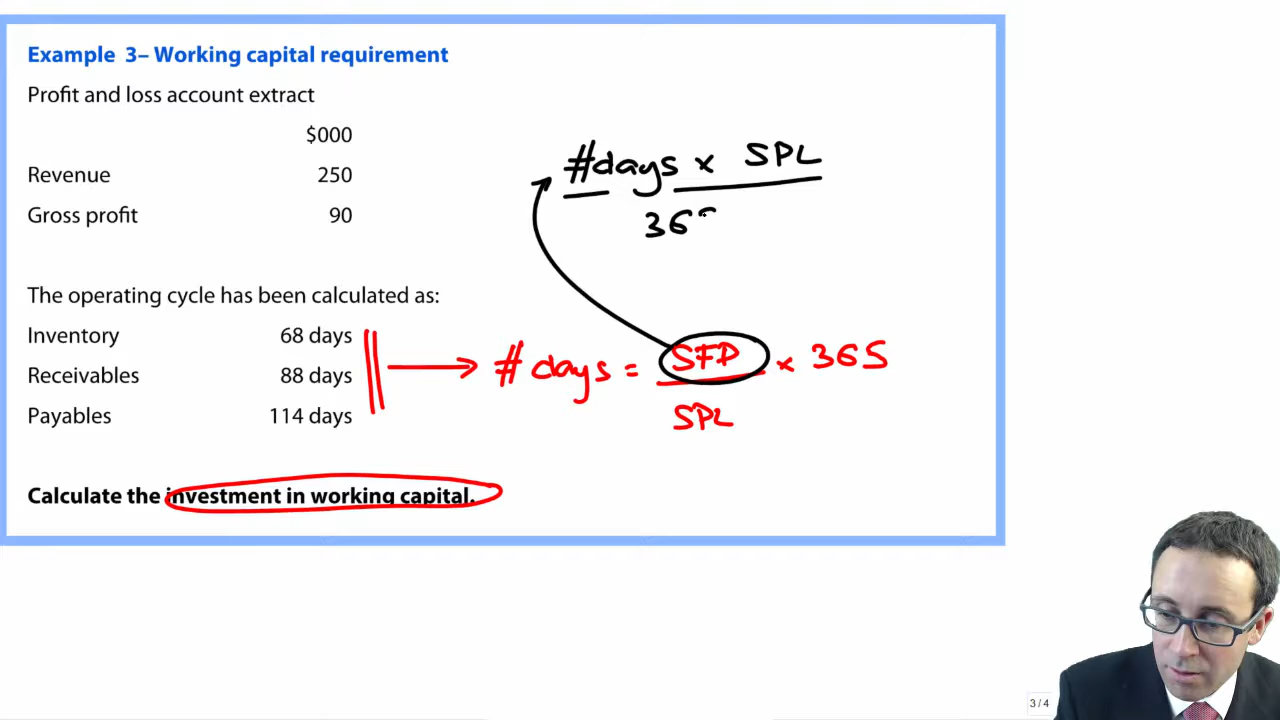 Example 3– Working capital requirement
Profit and loss account extract
$000
Revenue 250
Gross profit 90
#days x SPL
36
The operating cycle has been calculated as:
Inventory 68 days
Receivables 88 days
Payables 114 days
# days = SFP x 365
SPL
Calculate the investment in working capital.
3 / 4